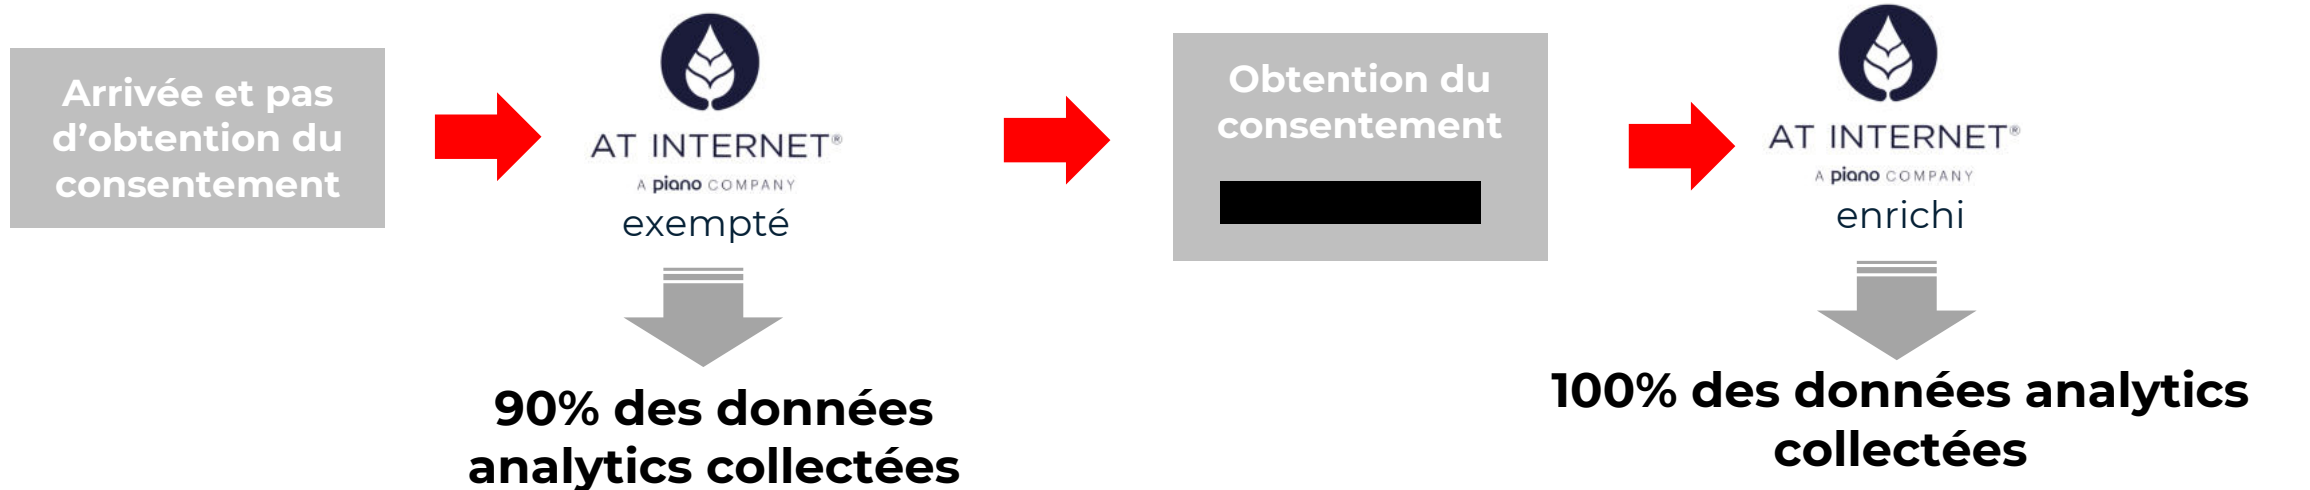 Arrivée et pas
d’obtention du
consentement
AT INTERNET®
A piano COMPANY
exempté
90% des données
analytics collectées
Obtention du
consentement
AT INTERNET®
A piano COMPANY
enrichi
100% des données analytics
collectées